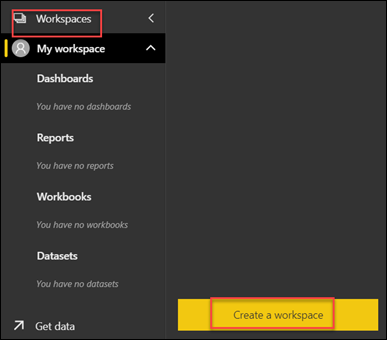 Workspaces
My workspace
Dashboards
You have no dashboards
Reports
You have no reports
Workbooks
You have no workbooks
Datasets
You have no datasets
Create a workspace
Get data